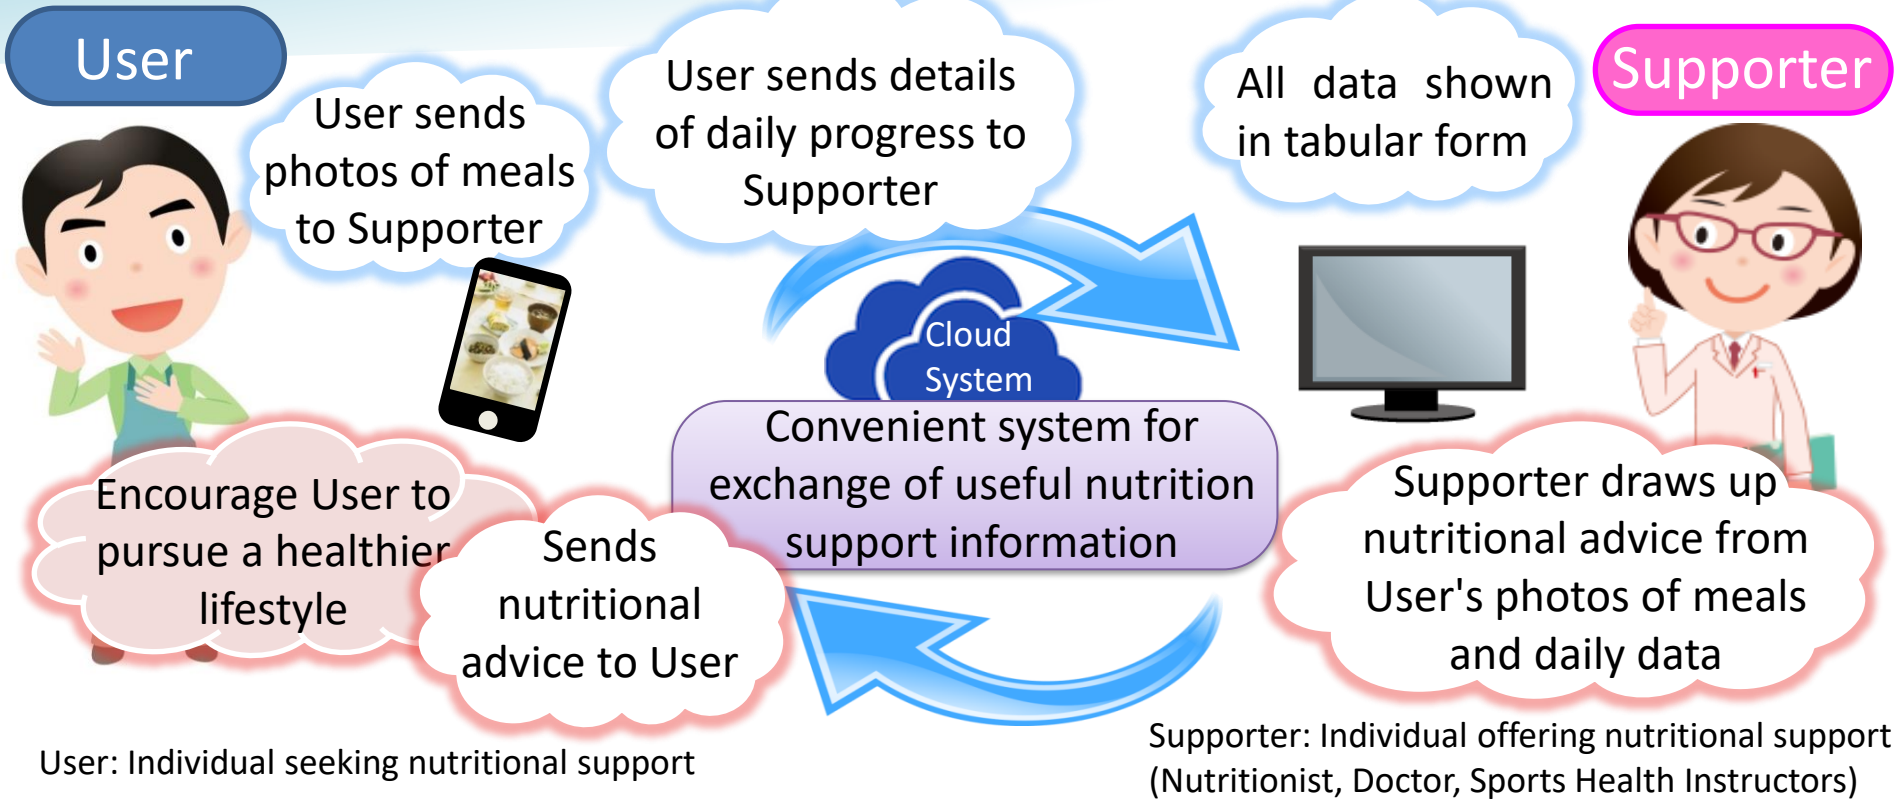 User
User sends
photos of meals
to Supporter
User sends details
of daily progress to
Supporter
All data shown
in tabular form
Supporter
Cloud
System
Convenient system for
exchange of useful nutrition
support information
Encourage User to
pursue a healthier
lifestyle
Sends
nutritional
advice to User
Supporter draws up
nutritional advice from
User's photos of meals
and daily data
User: Individual seeking nutritional support
Supporter: Individual offering nutritional support
(Nutritionist, Doctor, Sports Health Instructors)